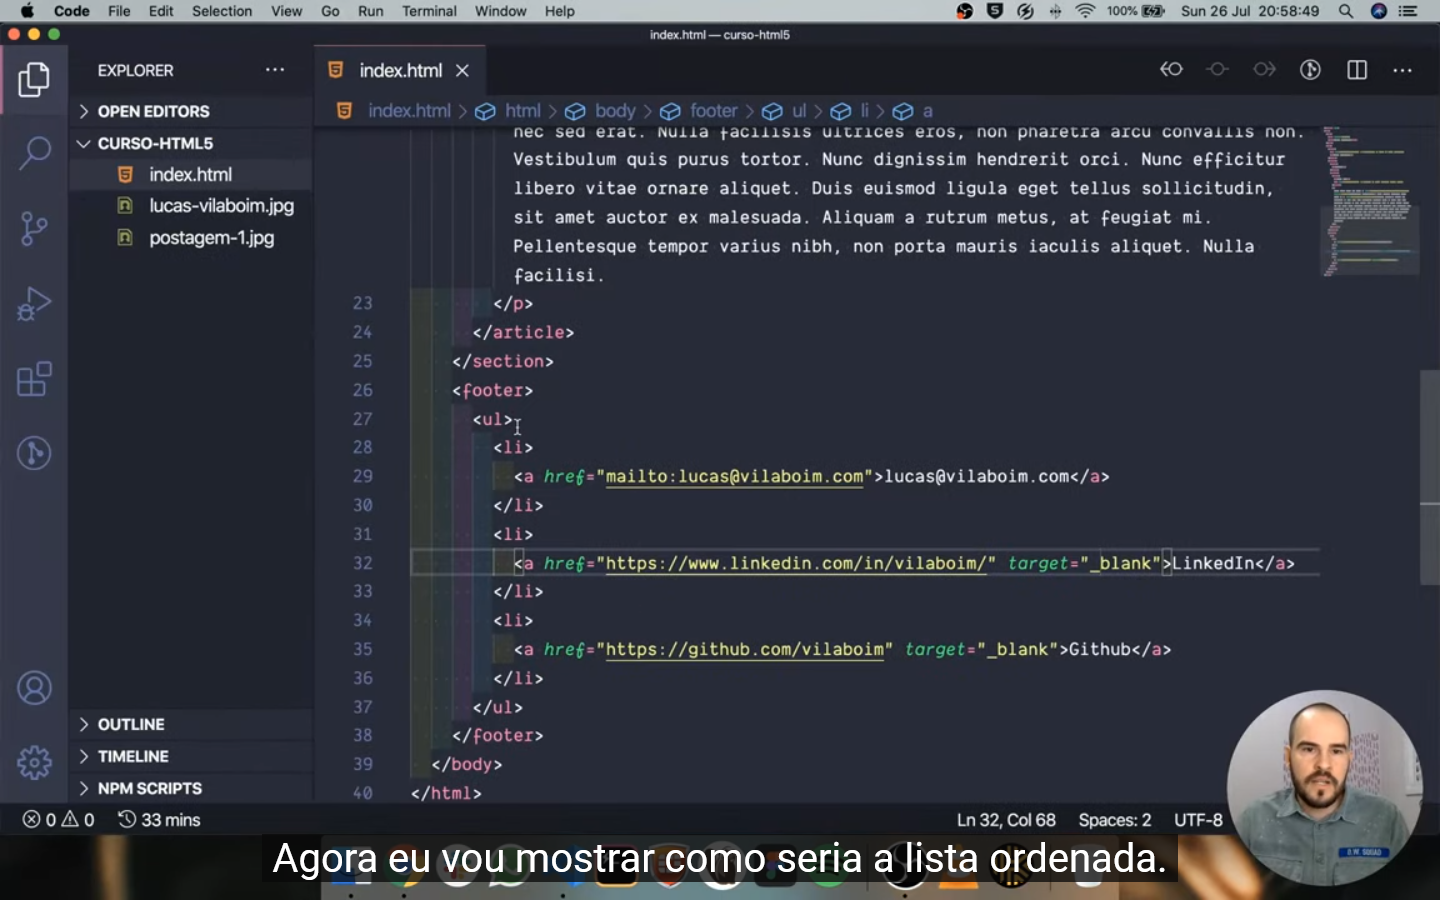 Code File Edit Selection View Go Run Terminal Window Help 100% Sun 26 Jul 20:58:49
index.html — curso-html5
EXPLORER
index.html
OPEN EDITORS
index.html > html > body > footer > ul > li > a
CURSO-HTML5
index.html
lucas-vilaboim.jpg
postagem-1.jpg
nec sed erat. Nulla facilisis ultrices eros, non pharetra arcu convallis non.
Vestibulum quis purus tortor. Nunc dignissim hendrerit orci. Nunc efficitur
libero vitae ornare aliquet. Duis euismod ligula eget tellus sollicitudin,
sit amet auctor ex malesuada. Aliquam a rutrum metus, at feugiat mi.
Pellentesque tempor varius nibh, non porta mauris iaculis aliquet. Nulla
facilisi.
23 </p>
24 </article>
25 </section>
26 <footer>
27 <ul>
28 <li>
29 <a href="mailto:lucas@vilaboim.com">lucas@vilaboim.com</a>
30 </li>
31 <li>
32 <a href="https://www.linkedin.com/in/vilaboim/" target="_blank">LinkedIn</a>
33 </li>
34 <li>
35 <a href="https://github.com/vilaboim" target="_blank">Github</a>
36 </li>
37 </ul>
38 </footer>
39 </body>
40 </html>
OUTLINE
TIMELINE
NPM SCRIPTS
0 0 33 mins Ln 32, Col 68 Spaces: 2 UTF-8
Agora eu vou mostrar como seria a lista ordenada.